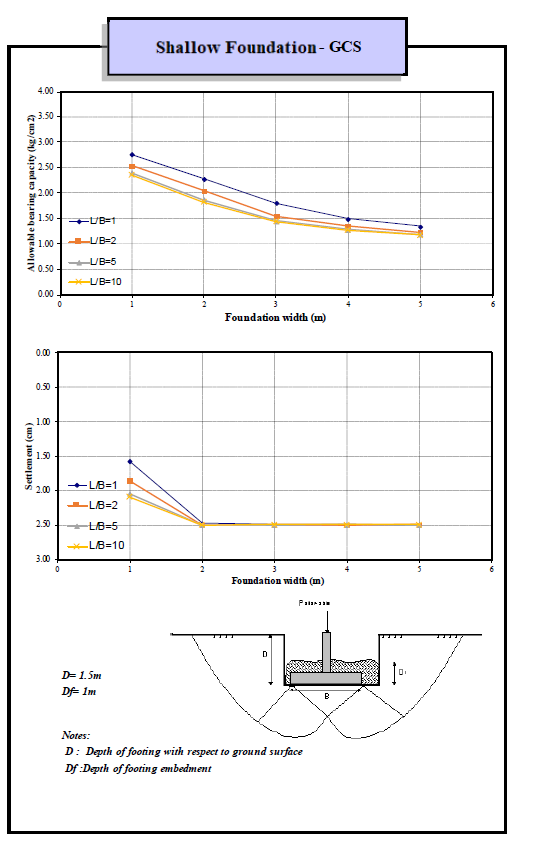 Shallow Foundation - GCS
Allowable bearing capacity (kg/cm2)
4.00
3.50
3.00
2.50
2.00
1.50
1.00
0.50
0.00
L/B=1
L/B=2
L/B=5
L/B=10
0 1 2 3 4 5 6
Foundation width (m)
Settlement (cm)
0.00
0.50
1.00
1.50
2.00
2.50
3.00
L/B=1
L/B=2
L/B=5
L/B=10
0 1 2 3 4 5 6
Foundation width (m)
D
B
D= 1.5m
Df= 1m
Notes:
D : Depth of footing with respect to ground surface
Df :Depth of footing embedment